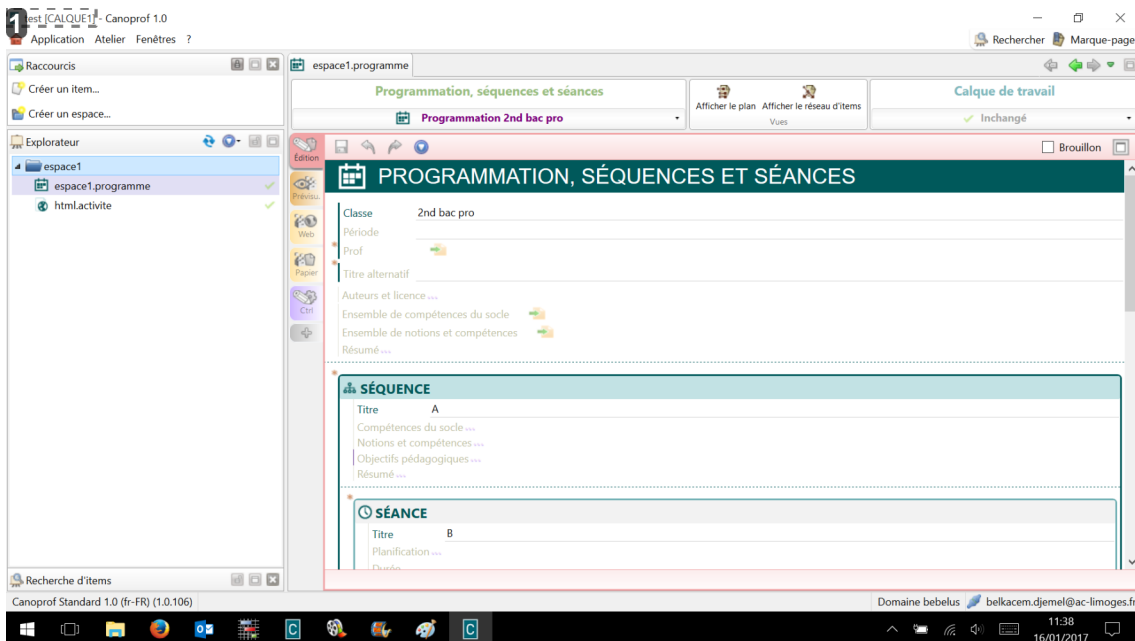 1
test [CALQUE1] - Canoprof 1.0
Application Atelier Fenêtres ?
Rechercher Marque-page
Raccourcis
espace1.programme
Créer un item...
Créer un espace...
Programmation, séquences et séances
Programmation 2nd bac pro
Afficher le plan Afficher le réseau d'items
Vues
Calque de travail
Inchangé
Explorateur
espace1
espace1.programme
html.activite
Édition
Prévisu.
Web
Papier
Ctrl
Brouillon
PROGRAMMATION, SÉQUENCES ET SÉANCES
Classe 2nd bac pro
Période
Prof
Titre alternatif
Auteurs et licence
Ensemble de compétences du socle
Ensemble de notions et compétences
Résumé
SÉQUENCE
Titre A
Compétences du socle
Notions et compétences
Objectifs pédagogiques
Résumé
SÉANCE
Titre B
Planification
Durée
Recherche d'items
Canoprof Standard 1.0 (fr-FR) (1.0.106)
Domaine bebelus belkacem.djemel@ac-limoges.fr
11:38
16/01/2017